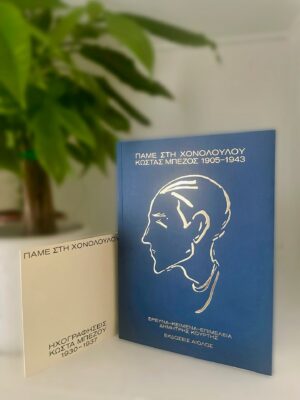 ΠΑΜΕ ΣΤΗ ΧΟΝΟΛΟΥΛΟΥ
ΚΩΣΤΑΣ ΜΠΕΖΟΣ 1905–1943
ΕΡΕΥΝΑ–ΚΕΙΜΕΝΑ–ΕΠΙΜΕΛΕΙΑ
ΔΗΜΗΤΡΗΣ ΚΟΥΡΤΗΣ
ΕΚΔΟΣΕΙΣ ΑΙΟΛΟΣ
ΠΑΜΕ ΣΤΗ ΧΟΝΟΛΟΥΛΟΥ
ΗΧΟΓΡΑΦΗΣΕΙΣ
ΚΩΣΤΑ ΜΠΕΖΟΥ
1930–1937